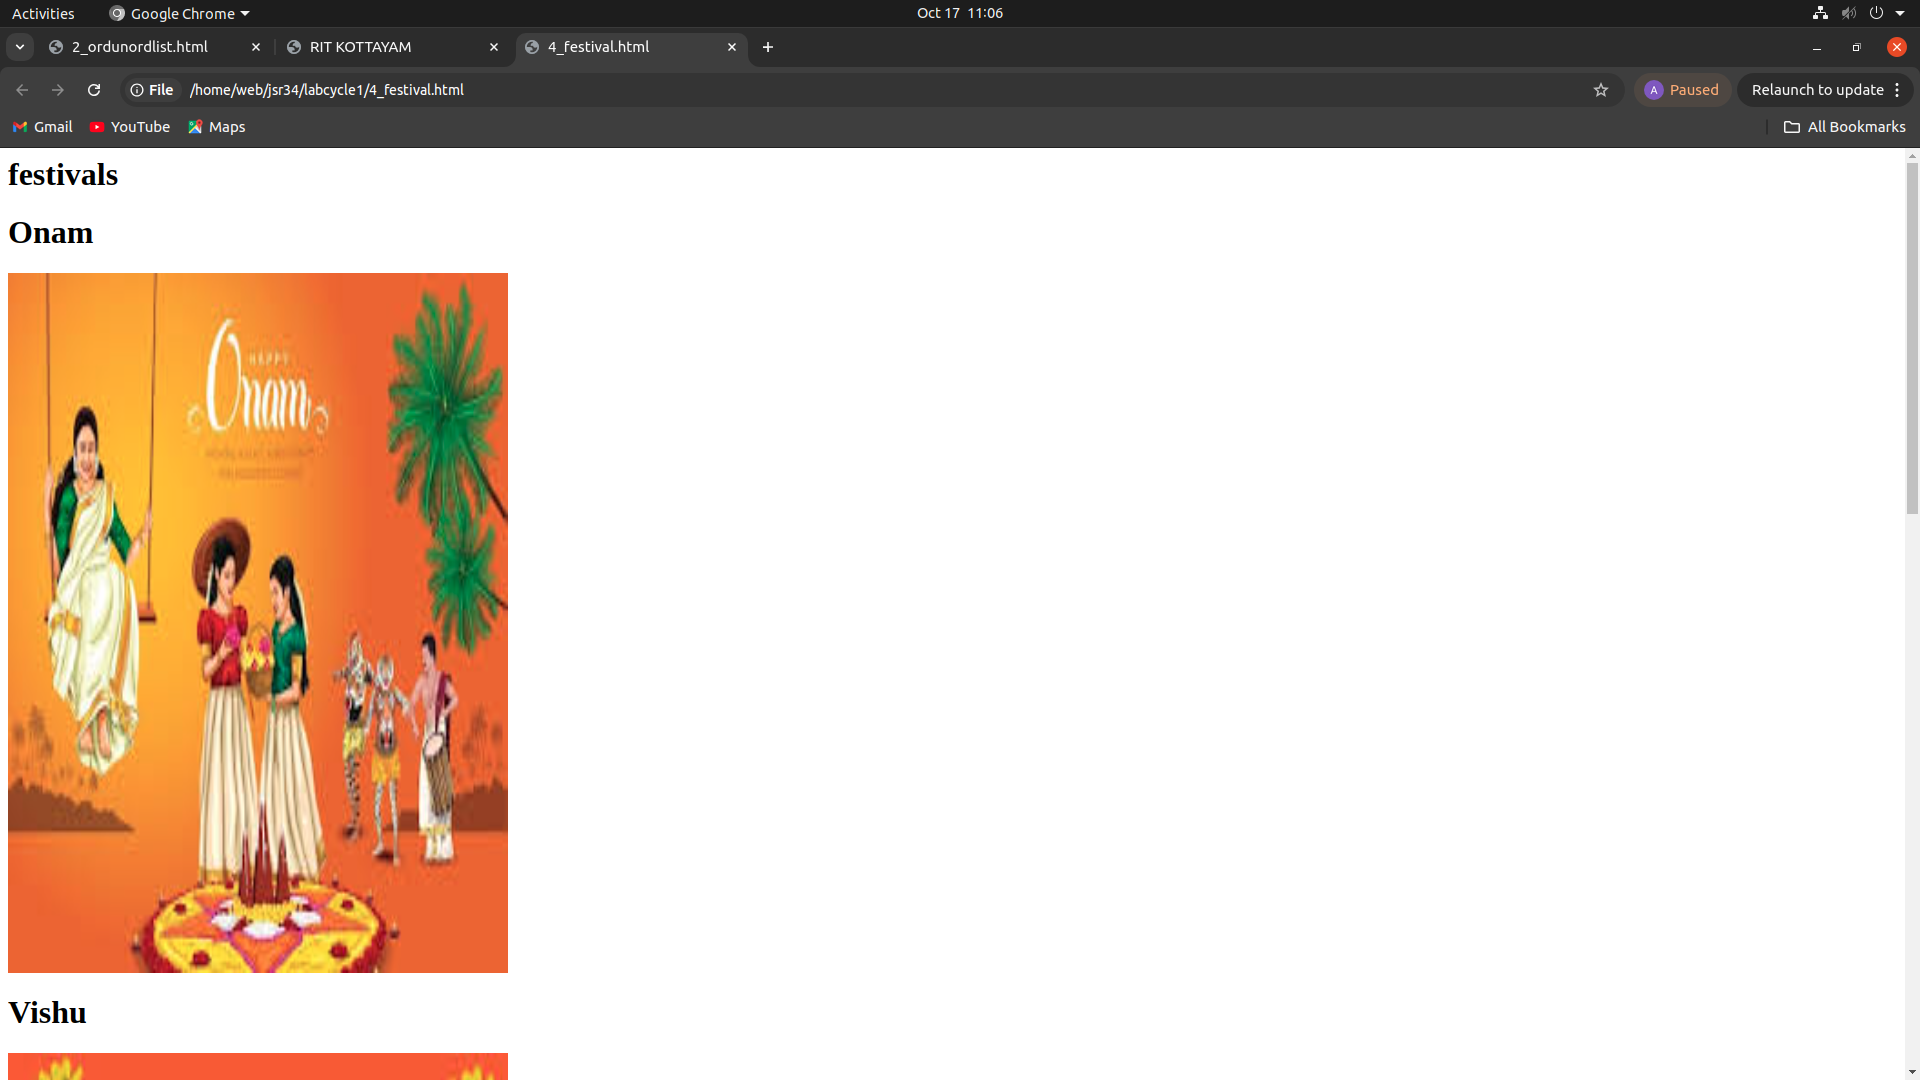 Activities
Google Chrome
Oct 17 11:06
2_ordunordlist.html
RIT KOTTAYAM
4_festival.html
File
/home/web/jsr34/labcycle1/4_festival.html
A
Paused
Relaunch to update
Gmail
YouTube
Maps
All Bookmarks
festivals
Onam
HAPPY
Onam
Vishu